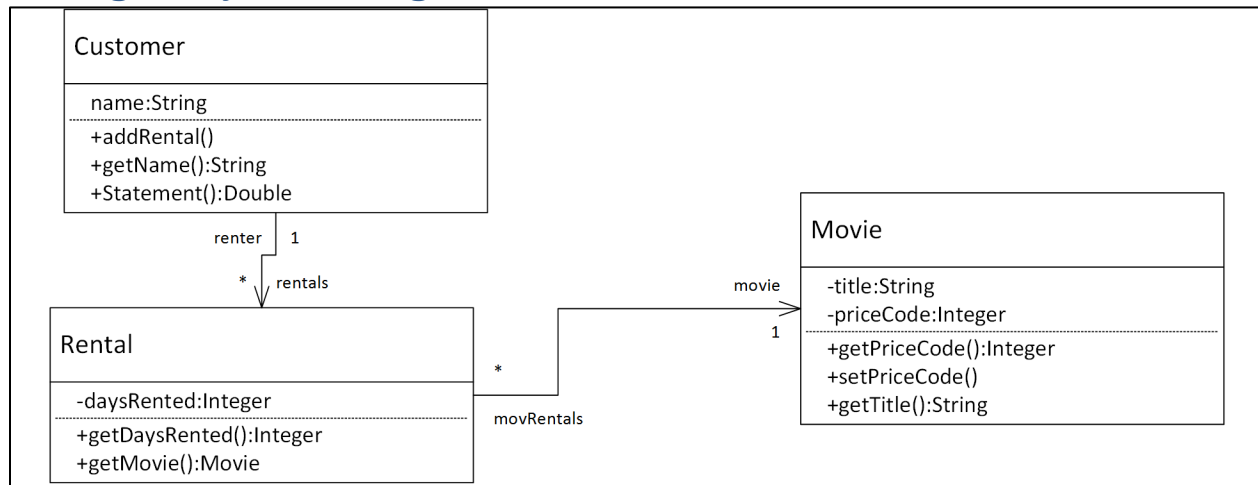 Customer
name:String
+addRental()
+getName():String
+Statement():Double
renter 1
* rentals
Rental
-daysRented:Integer
+getDaysRented():Integer
+getMovie():Movie
*
movRentals
movie
1
Movie
-title:String
-priceCode:Integer
+getPriceCode():Integer
+setPriceCode()
+getTitle():String